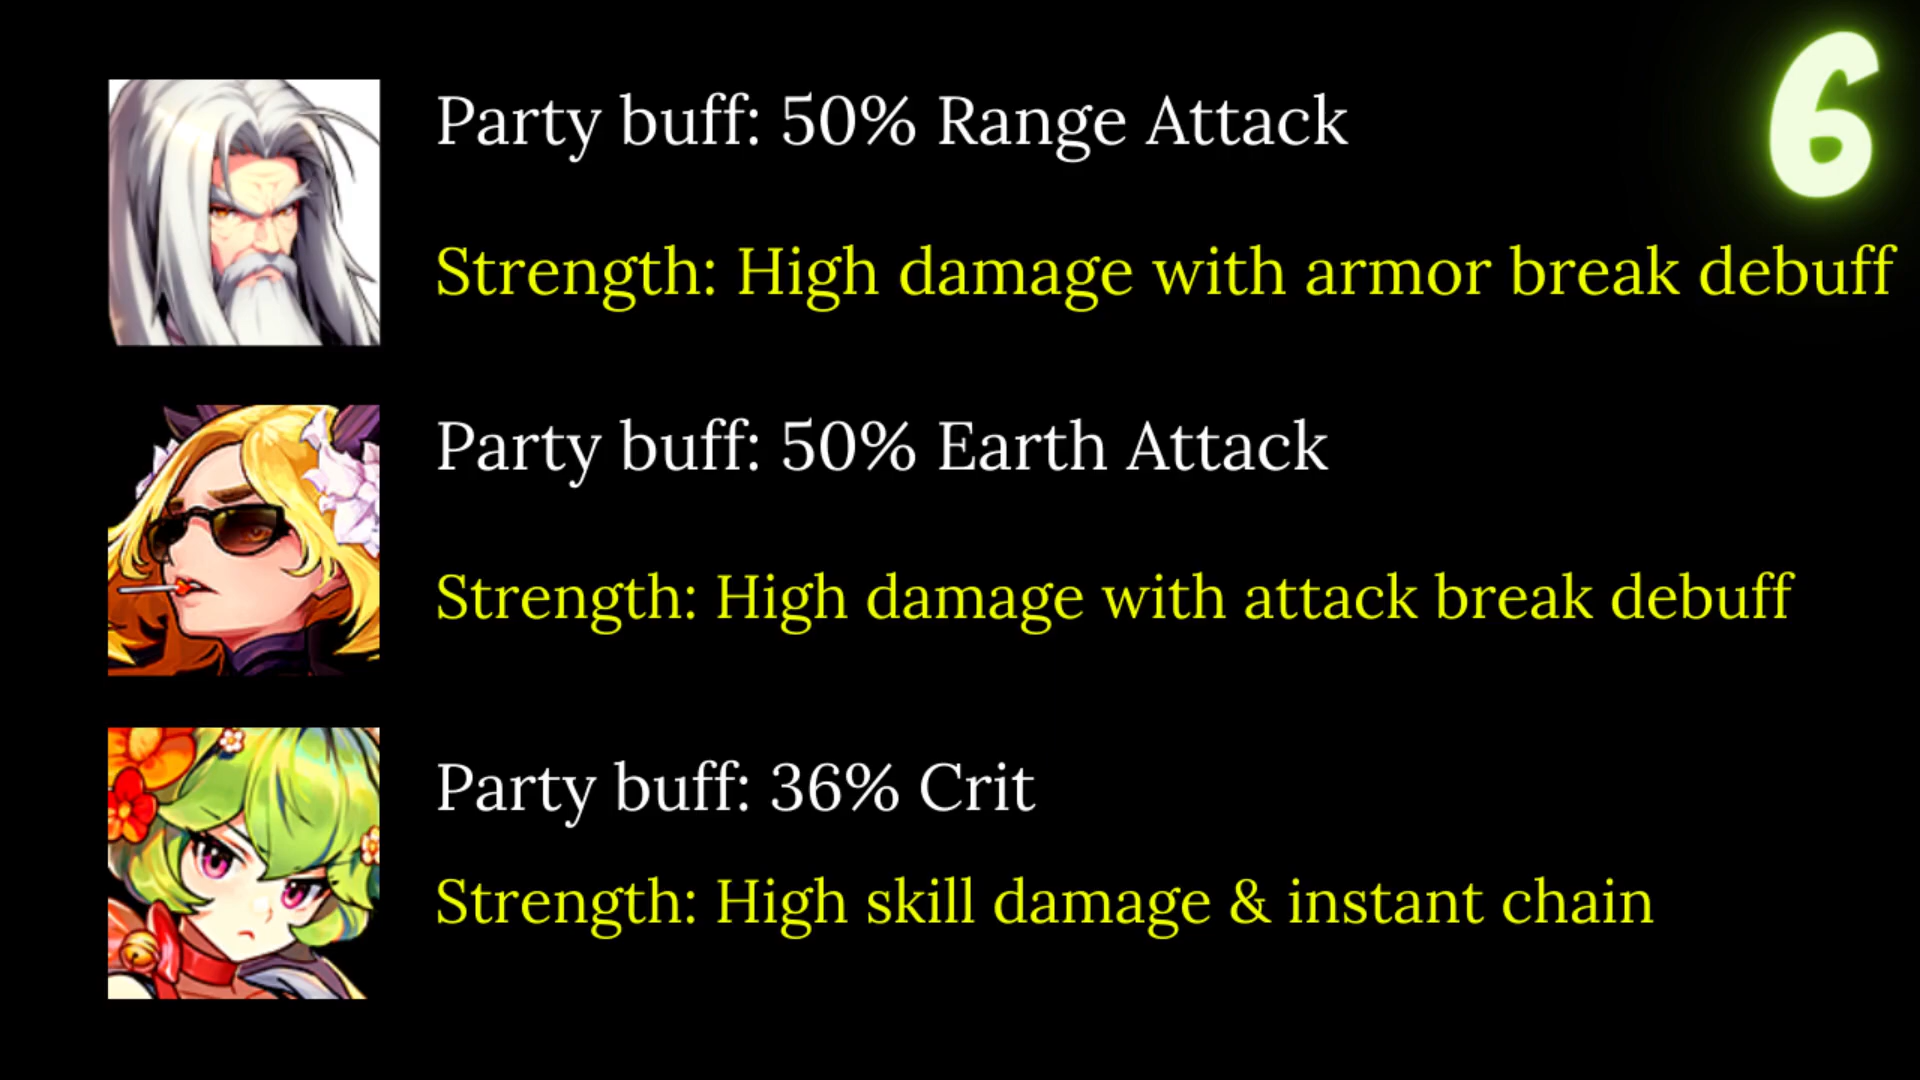 6
Party buff: 50% Range Attack
Strength: High damage with armor break debuff
Party buff: 50% Earth Attack
Strength: High damage with attack break debuff
Party buff: 36% Crit
Strength: High skill damage & instant chain